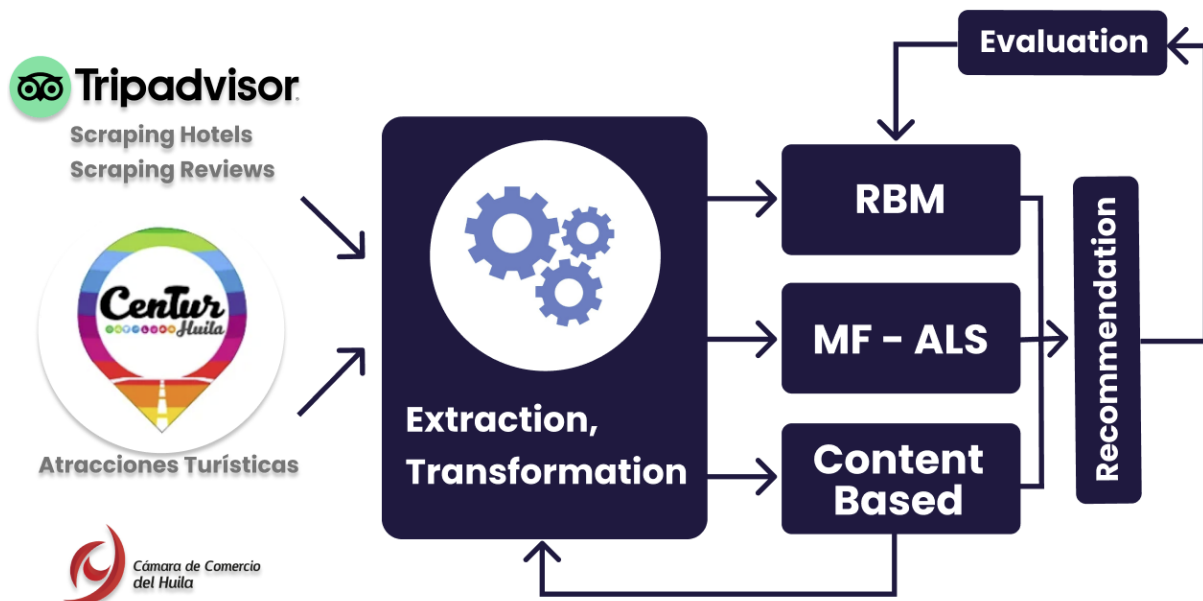 Tripadvisor
Scraping Hotels
Scraping Reviews
CenTur
Huila
Atracciones Turísticas
Cámara de Comercio
del Huila
Extraction,
Transformation
RBM
MF - ALS
Content
Based
Recommendation
Evaluation